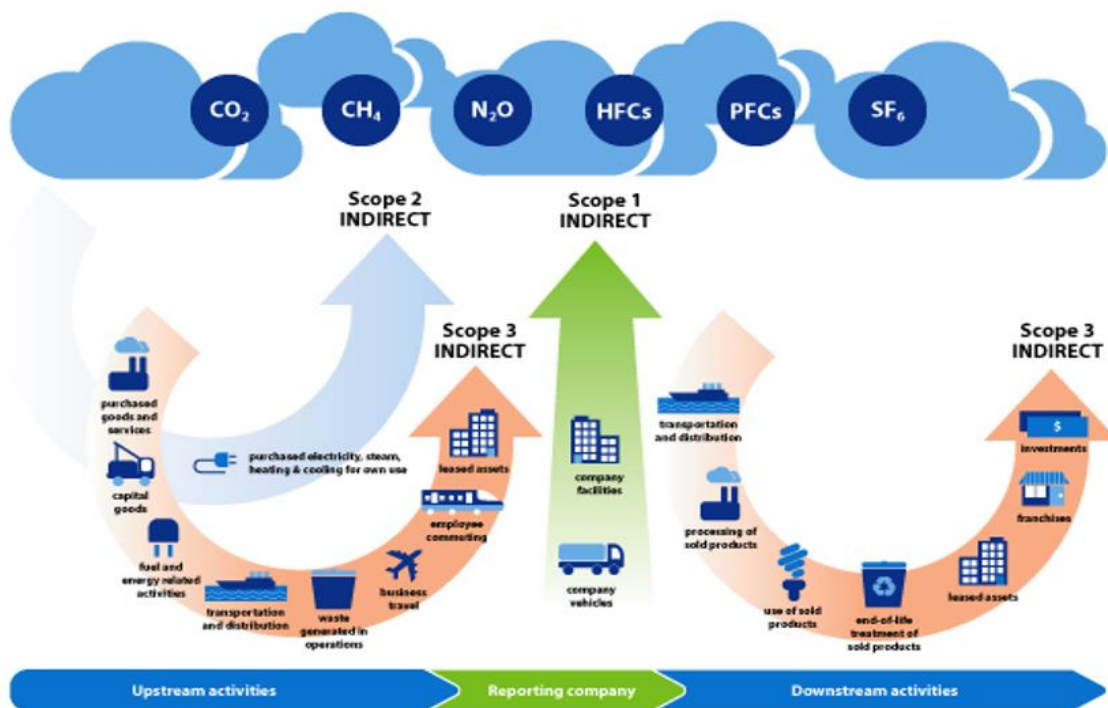 CO₂
CH₄
N₂O
HFCs
PFCs
SF₆
Scope 2
INDIRECT
Scope 1
INDIRECT
Scope 3
INDIRECT
Scope 3
INDIRECT
purchased
goods and
services
capital
goods
fuel and
energy related
activities
transportation
and distribution
waste
generated in
operations
business
travel
employee
commuting
leased assets
purchased electricity, steam,
heating & cooling for own use
company
facilities
company
vehicles
transportation
and distribution
processing of
sold products
use of sold
products
end-of-life
treatment of
sold products
leased assets
franchises
$
investments
Upstream activities
Reporting company
Downstream activities